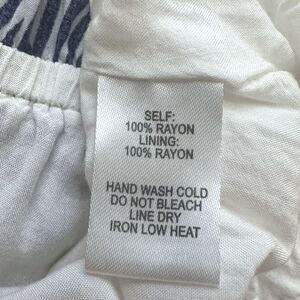 SELF:
100% RAYON
LINING:
100% RAYON
HAND WASH COLD
DO NOT BLEACH
LINE DRY
IRON LOW HEAT